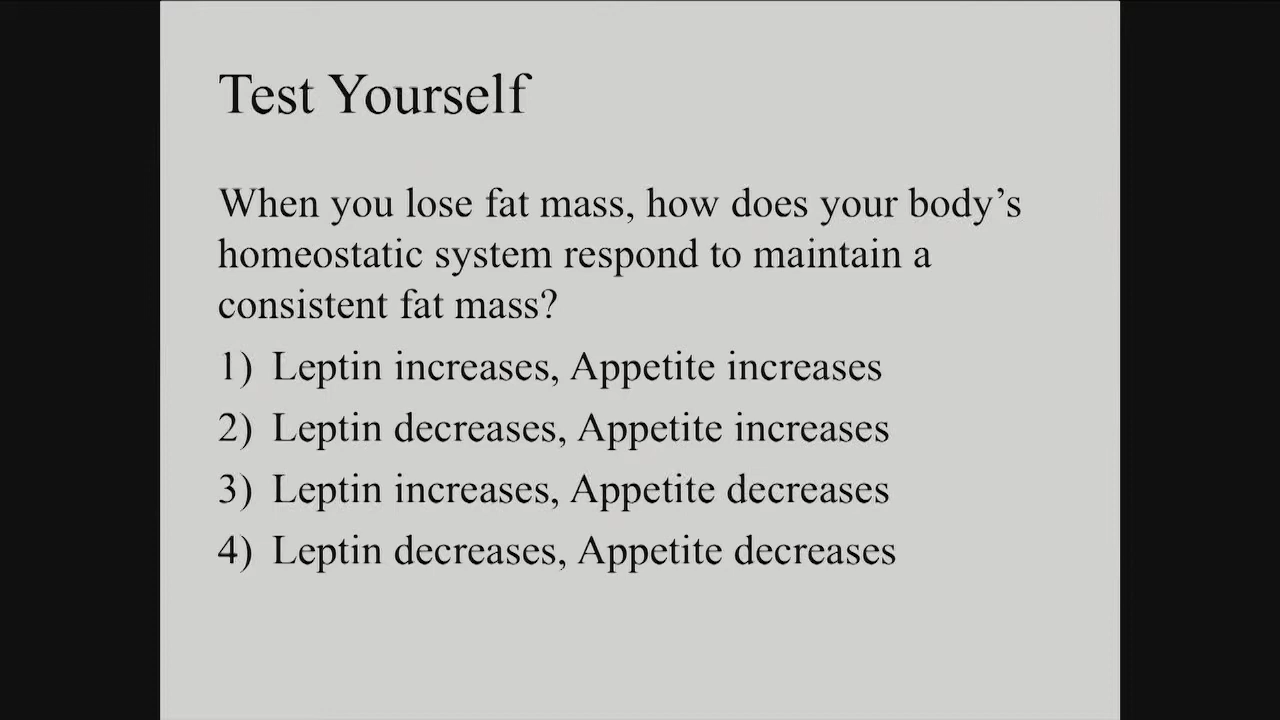 Test Yourself
When you lose fat mass, how does your body’s
homeostatic system respond to maintain a
consistent fat mass?
1) Leptin increases, Appetite increases
2) Leptin decreases, Appetite increases
3) Leptin increases, Appetite decreases
4) Leptin decreases, Appetite decreases